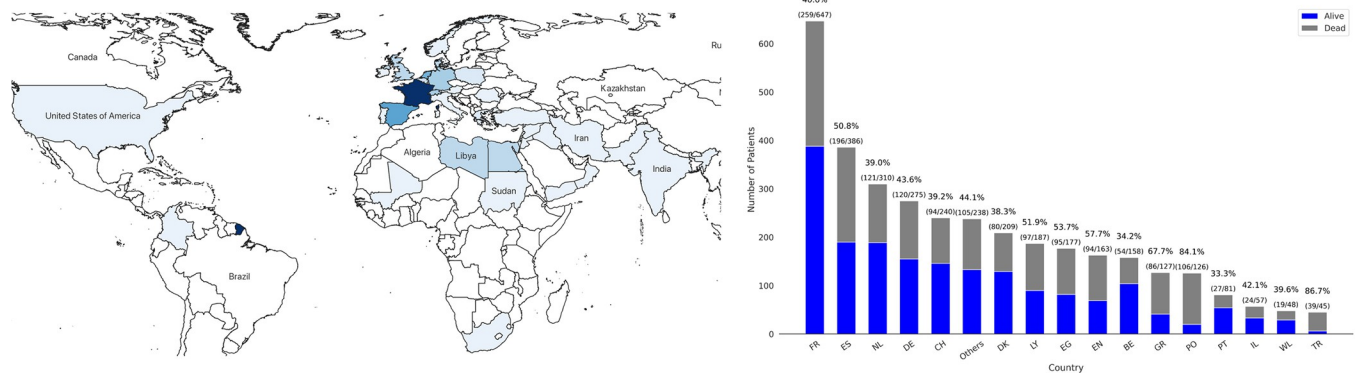 Canada
United States of America
Brazil
Algeria
Libya
Sudan
Ru
Kazakhstan
Iran
India
Number of Patients
600
500
400
300
200
100
0
40.0%
(259/647)
50.8%
(196/386)
39.0%
(121/310)
43.6%
(120/275)
39.2%
(94/240)
44.1%
(105/238)
38.3%
(80/209)
51.9%
(97/187)
53.7%
(95/177)
57.7%
(94/163)
34.2%
(54/158)
67.7%
(86/127)
84.1%
(106/126)
33.3%
(27/81)
42.1%
(24/57)
39.6%
(19/48)
86.7%
(39/45)
Alive
Dead
FR ES NL DE CH Others DK LY EG EN BE GR PO PT IL WL TR
Country